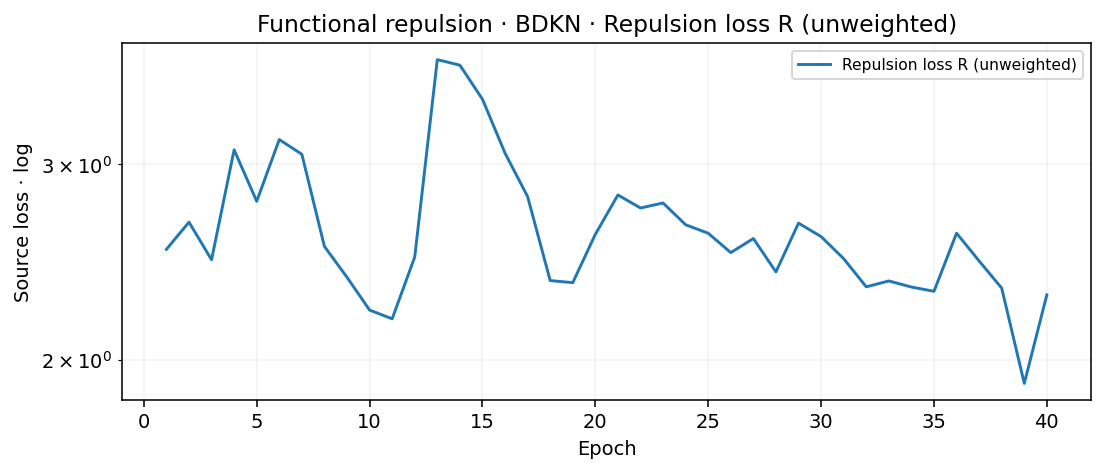 Functional repulsion · BDKN · Repulsion loss R (unweighted)
Repulsion loss R (unweighted)
Source loss · log
3 × 10⁰
2 × 10⁰
0 5 10 15 20 25 30 35 40
Epoch